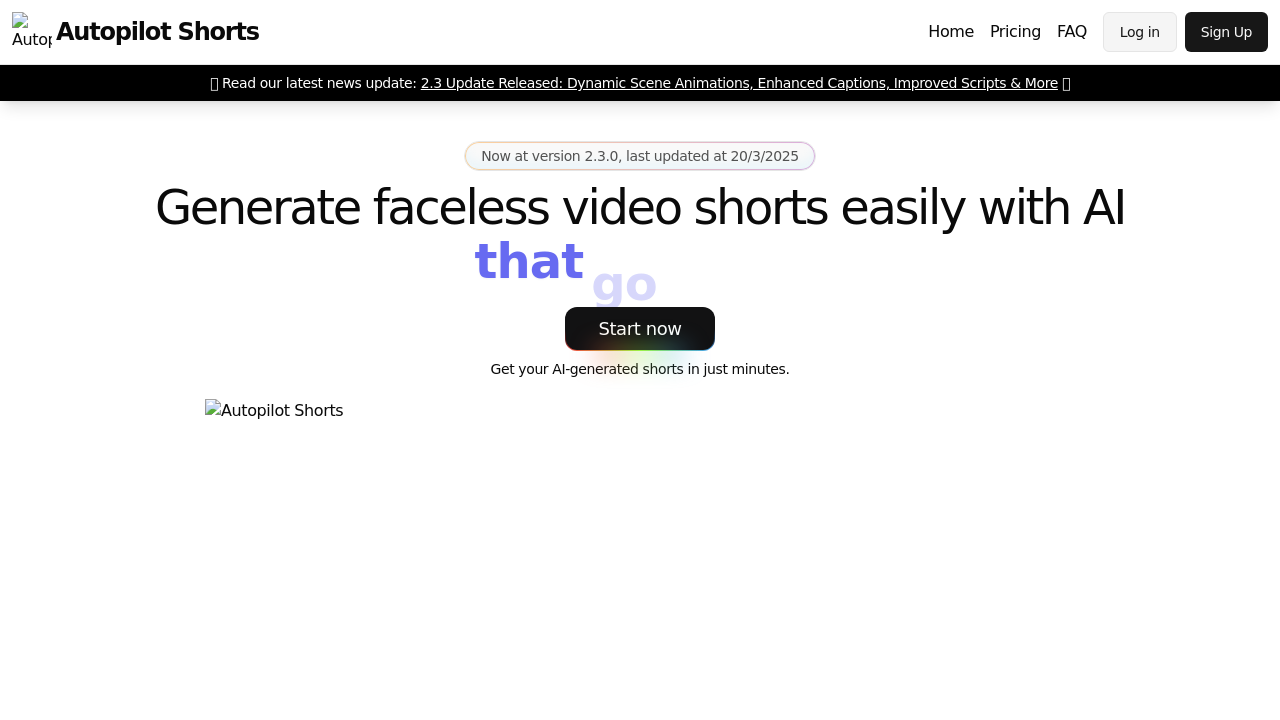 Autopilot Shorts
Home
Pricing
FAQ
Log in
Sign Up
Read our latest news update: 2.3 Update Released: Dynamic Scene Animations, Enhanced Captions, Improved Scripts & More
Now at version 2.3.0, last updated at 20/3/2025
Generate faceless video shorts easily with AI
that go
Start now
Get your AI-generated shorts in just minutes.
Autopilot Shorts